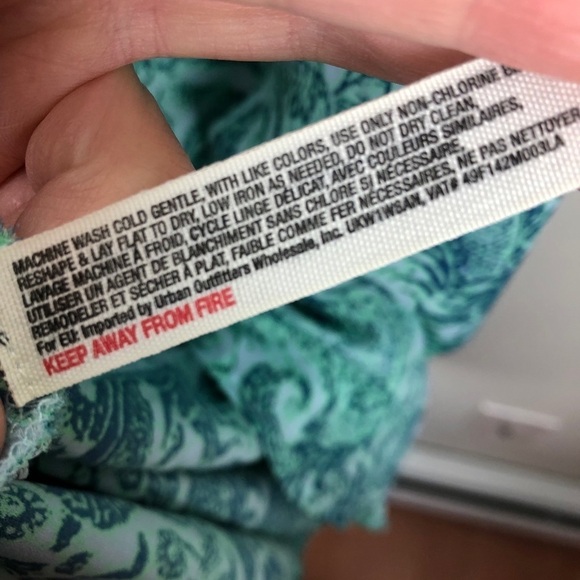 MACHINE WASH COLD GENTLE, WITH LIKE COLORS, USE ONLY NON-CHLORINE
RESHAPE & LAY FLAT TO DRY, LOW IRON AS NEEDED, DO NOT DRY CLEAN.
LAVAGE MACHINE À FROID, CYCLE LINGE DÉLICAT, AVEC COULEURS SIMILAIRES.
UTILISER UN AGENT DE BLANCHIMENT SANS CHLORE SI NÉCESSAIRE,
REMODELER ET SÉCHER À PLAT, FAIBLE COMME FER NÉCESSAIRES, NE PAS NETTOYER
For EU: Imported by Urban Outfitters Wholesale, Inc. UKW1WSAN, VAT# 49F142M003LA
KEEP AWAY FROM FIRE